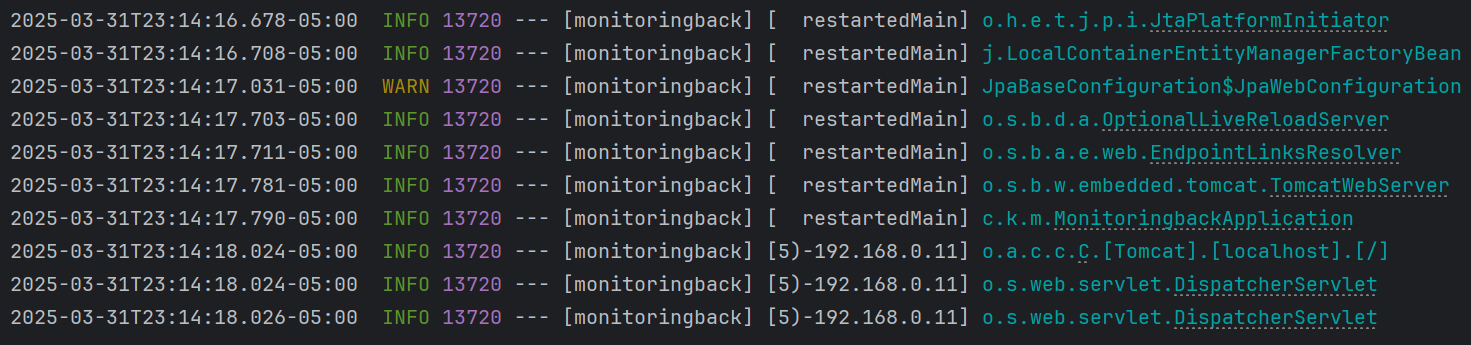 2025-03-31T23:14:16.678-05:00  INFO 13720 --- [monitoringback] [  restartedMain] o.h.e.t.j.p.i.JtaPlatformInitiator
2025-03-31T23:14:16.708-05:00  INFO 13720 --- [monitoringback] [  restartedMain] j.LocalContainerEntityManagerFactoryBean
2025-03-31T23:14:17.031-05:00  WARN 13720 --- [monitoringback] [  restartedMain] JpaBaseConfiguration$JpaWebConfiguration
2025-03-31T23:14:17.703-05:00  INFO 13720 --- [monitoringback] [  restartedMain] o.s.b.d.a.OptionalLiveReloadServer
2025-03-31T23:14:17.711-05:00  INFO 13720 --- [monitoringback] [  restartedMain] o.s.b.a.e.web.EndpointLinksResolver
2025-03-31T23:14:17.781-05:00  INFO 13720 --- [monitoringback] [  restartedMain] o.s.b.w.embedded.tomcat.TomcatWebServer
2025-03-31T23:14:17.790-05:00  INFO 13720 --- [monitoringback] [  restartedMain] c.k.m.MonitoringbackApplication
2025-03-31T23:14:18.024-05:00  INFO 13720 --- [monitoringback] [5)-192.168.0.11] o.a.c.c.C.[Tomcat].[localhost].[/]
2025-03-31T23:14:18.024-05:00  INFO 13720 --- [monitoringback] [5)-192.168.0.11] o.s.web.servlet.DispatcherServlet
2025-03-31T23:14:18.026-05:00  INFO 13720 --- [monitoringback] [5)-192.168.0.11] o.s.web.servlet.DispatcherServlet